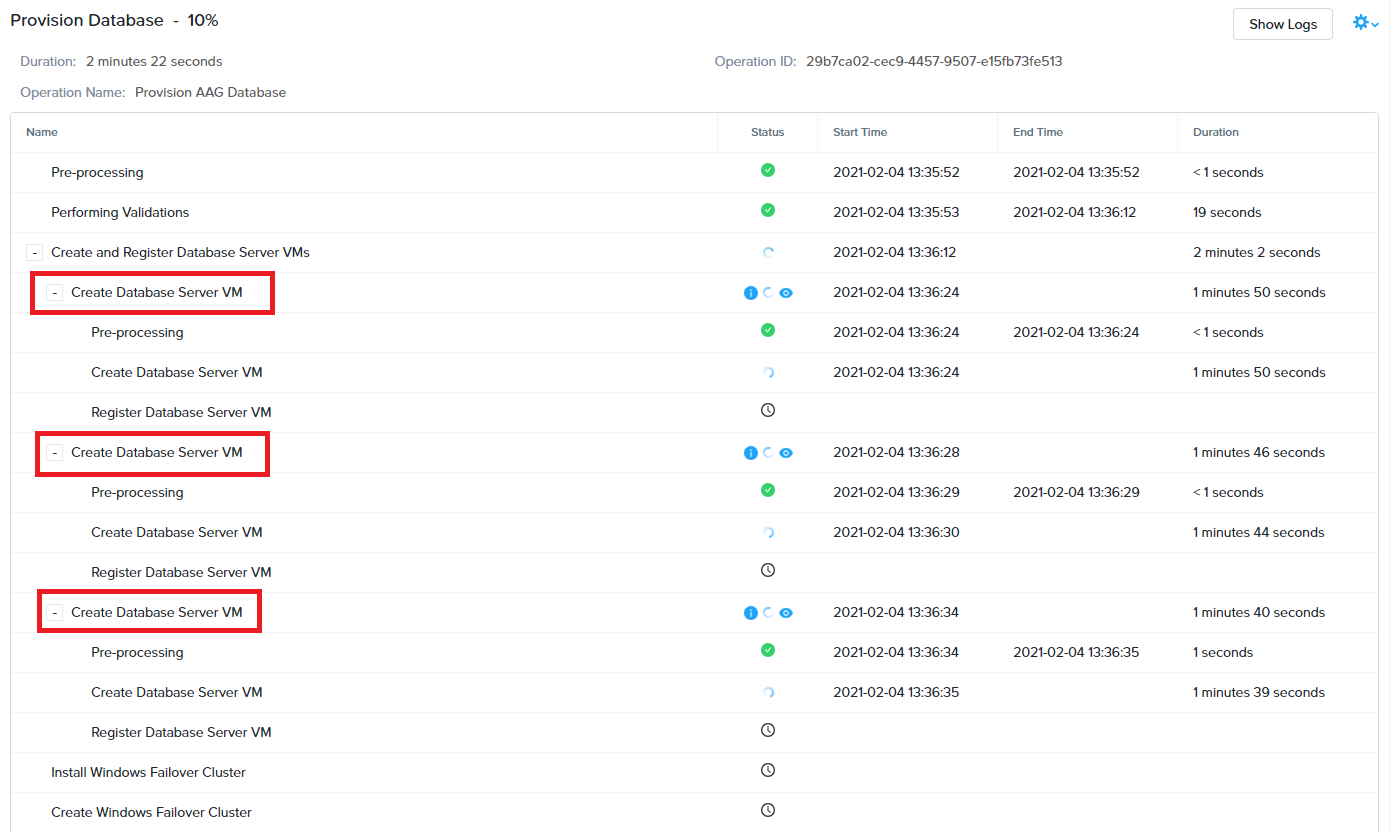 Provision Database - 10%
Show Logs
Duration: 2 minutes 22 seconds Operation ID: 29b7ca02-cec9-4457-9507-e15fb73fe513
Operation Name: Provision AAG Database
Name Status Start Time End Time Duration
Pre-processing 2021-02-04 13:35:52 2021-02-04 13:35:52 < 1 seconds
Performing Validations 2021-02-04 13:35:53 2021-02-04 13:36:12 19 seconds
- Create and Register Database Server VMs 2021-02-04 13:36:12 2 minutes 2 seconds
- Create Database Server VM 2021-02-04 13:36:24 1 minutes 50 seconds
Pre-processing 2021-02-04 13:36:24 2021-02-04 13:36:24 < 1 seconds
Create Database Server VM 2021-02-04 13:36:24 1 minutes 50 seconds
Register Database Server VM
- Create Database Server VM 2021-02-04 13:36:28 1 minutes 46 seconds
Pre-processing 2021-02-04 13:36:29 2021-02-04 13:36:29 < 1 seconds
Create Database Server VM 2021-02-04 13:36:30 1 minutes 44 seconds
Register Database Server VM
- Create Database Server VM 2021-02-04 13:36:34 1 minutes 40 seconds
Pre-processing 2021-02-04 13:36:34 2021-02-04 13:36:35 1 seconds
Create Database Server VM 2021-02-04 13:36:35 1 minutes 39 seconds
Register Database Server VM
Install Windows Failover Cluster
Create Windows Failover Cluster